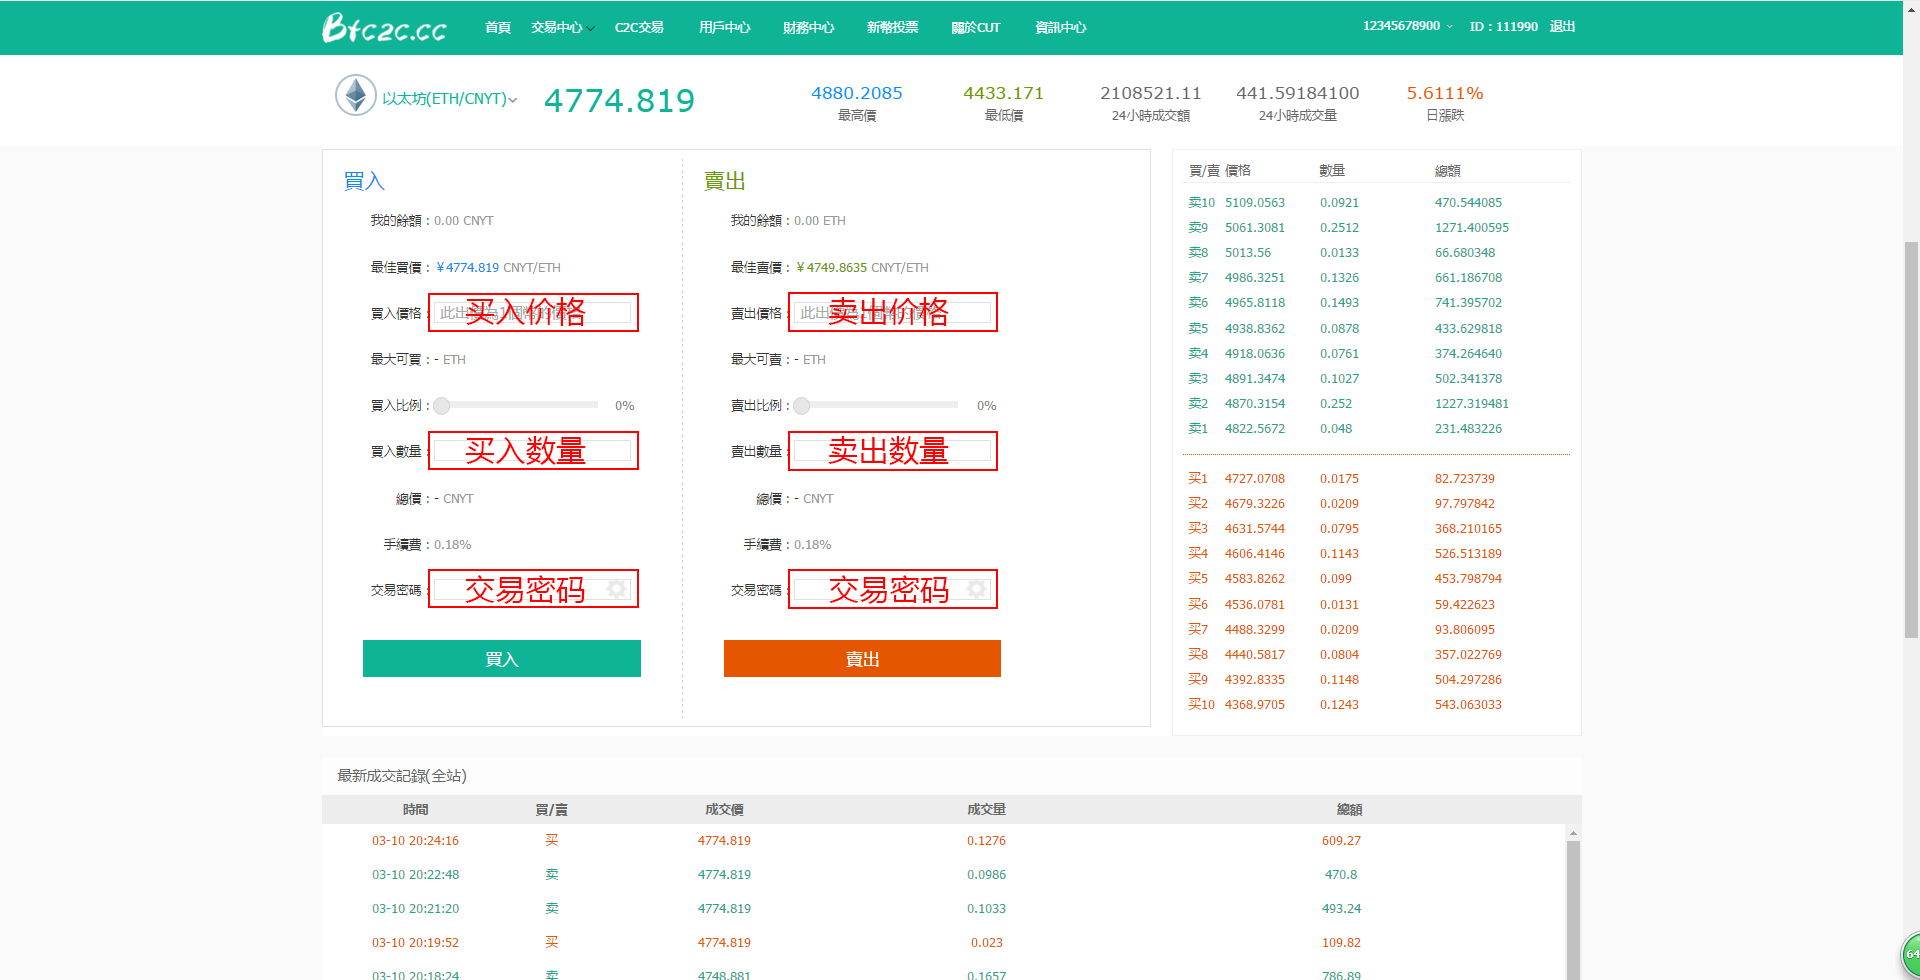 Btc2c.cc 首頁 交易中心 C2C交易 用戶中心 財務中心 新幣投票 關於CUT 資訊中心 12345678900 ID：111990 退出
以太坊(ETH/CNYT) 4774.819
4880.2085 4433.171 2108521.11 441.59184100 5.6111%
最高價 最低價 24小時成交額 24小時成交量 日漲跌
買入
我的餘額：0.00 CNYT
最佳買價：￥4774.819 CNYT/ETH
買入價格： 买入价格
最大可買：- ETH
買入比例： 0%
買入數量： 买入数量
總價：- CNYT
手續費：0.18%
交易密碼： 交易密码
買入
賣出
我的餘額：0.00 ETH
最佳賣價：￥4749.8635 CNYT/ETH
賣出價格： 卖出价格
最大可賣：- ETH
賣出比例： 0%
賣出數量： 卖出数量
總價：- CNYT
手續費：0.18%
交易密碼： 交易密码
賣出
買/賣 價格 數量 總額
卖10 5109.0563 0.0921 470.544085
卖9 5061.3081 0.2512 1271.400595
卖8 5013.56 0.0133 66.680348
卖7 4986.3251 0.1326 661.186708
卖6 4965.8118 0.1493 741.395702
卖5 4938.8362 0.0878 433.629818
卖4 4918.0636 0.0761 374.264640
卖3 4891.3474 0.1027 502.341378
卖2 4870.3154 0.252 1227.319481
卖1 4822.5672 0.048 231.483226
买1 4727.0708 0.0175 82.723739
买2 4679.3226 0.0209 97.797842
买3 4631.5744 0.0795 368.210165
买4 4606.4146 0.1143 526.513189
买5 4583.8262 0.099 453.798794
买6 4536.0781 0.0131 59.422623
买7 4488.3299 0.0209 93.806095
买8 4440.5817 0.0804 357.022769
买9 4392.8335 0.1148 504.297286
买10 4368.9705 0.1243 543.063033
最新成交記錄(全站)
時間 買/賣 成交價 成交量 總額
03-10 20:24:16 买 4774.819 0.1276 609.27
03-10 20:22:48 卖 4774.819 0.0986 470.8
03-10 20:21:20 卖 4774.819 0.1033 493.24
03-10 20:19:52 买 4774.819 0.023 109.82
03-10 20:18:24 卖 4748.881 0.1657 786.89
64